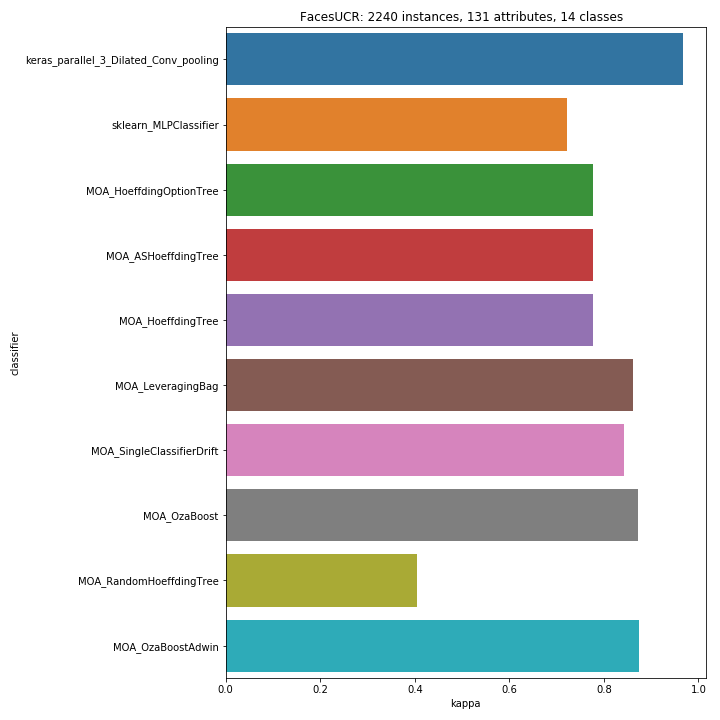 FacesUCR: 2240 instances, 131 attributes, 14 classes
keras_parallel_3_Dilated_Conv_pooling
sklearn_MLPClassifier
MOA_HoeffdingOptionTree
MOA_ASHoeffdingTree
MOA_HoeffdingTree
classifier
MOA_LeveragingBag
MOA_SingleClassifierDrift
MOA_OzaBoost
MOA_RandomHoeffdingTree
MOA_OzaBoostAdwin
0.0 0.2 0.4 0.6 0.8 1.0
kappa